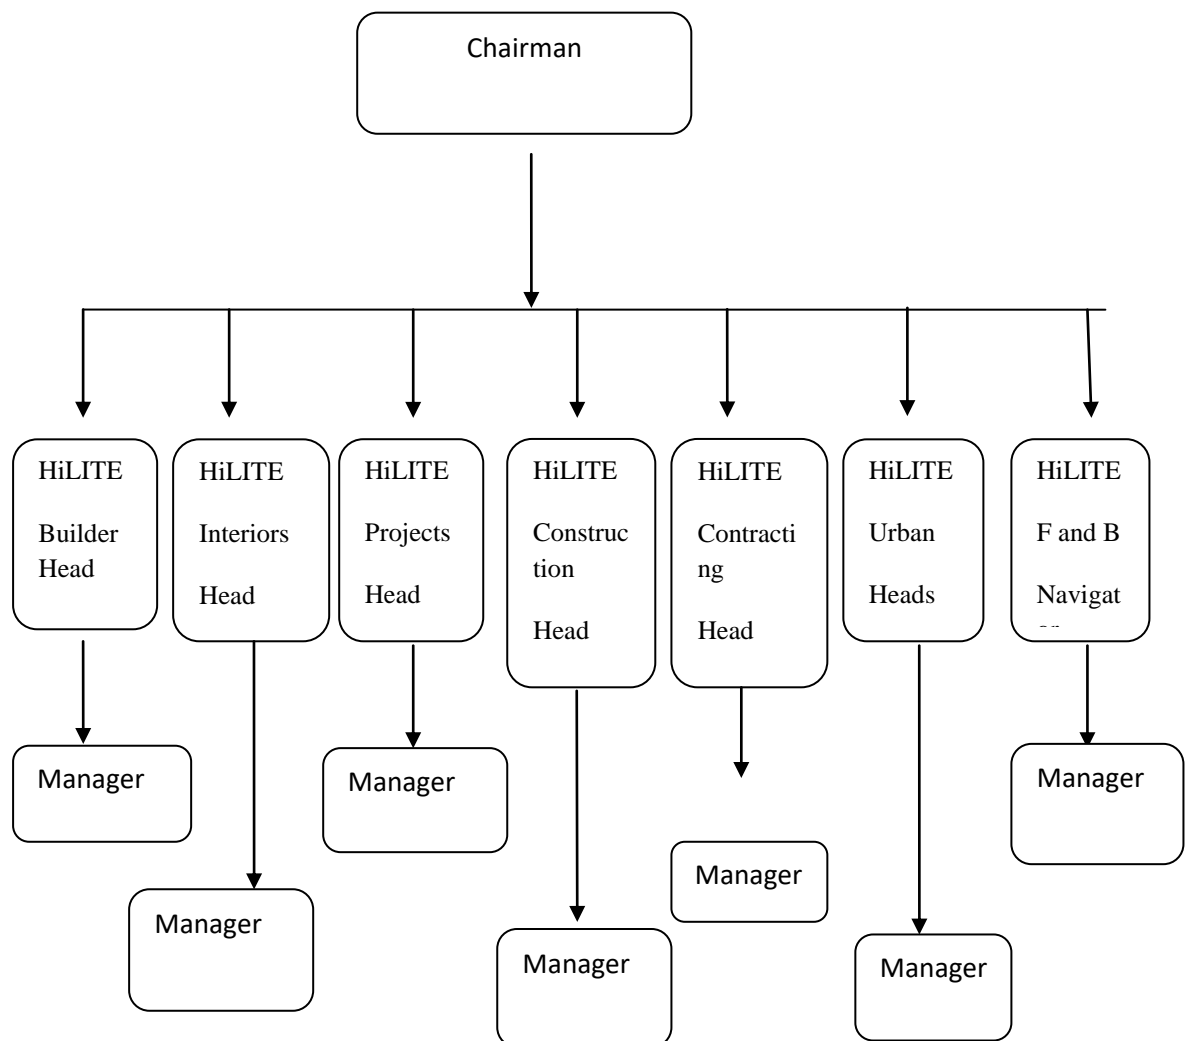 Chairman
HiLITE
Builder
Head
HiLITE
Interiors
Head
HiLITE
Projects
Head
HiLITE
Construc
tion
Head
HiLITE
Contracti
ng
Head
HiLITE
Urban
Heads
HiLITE
F and B
Navigat
Manager
Manager
Manager
Manager
Manager
Manager
Manager